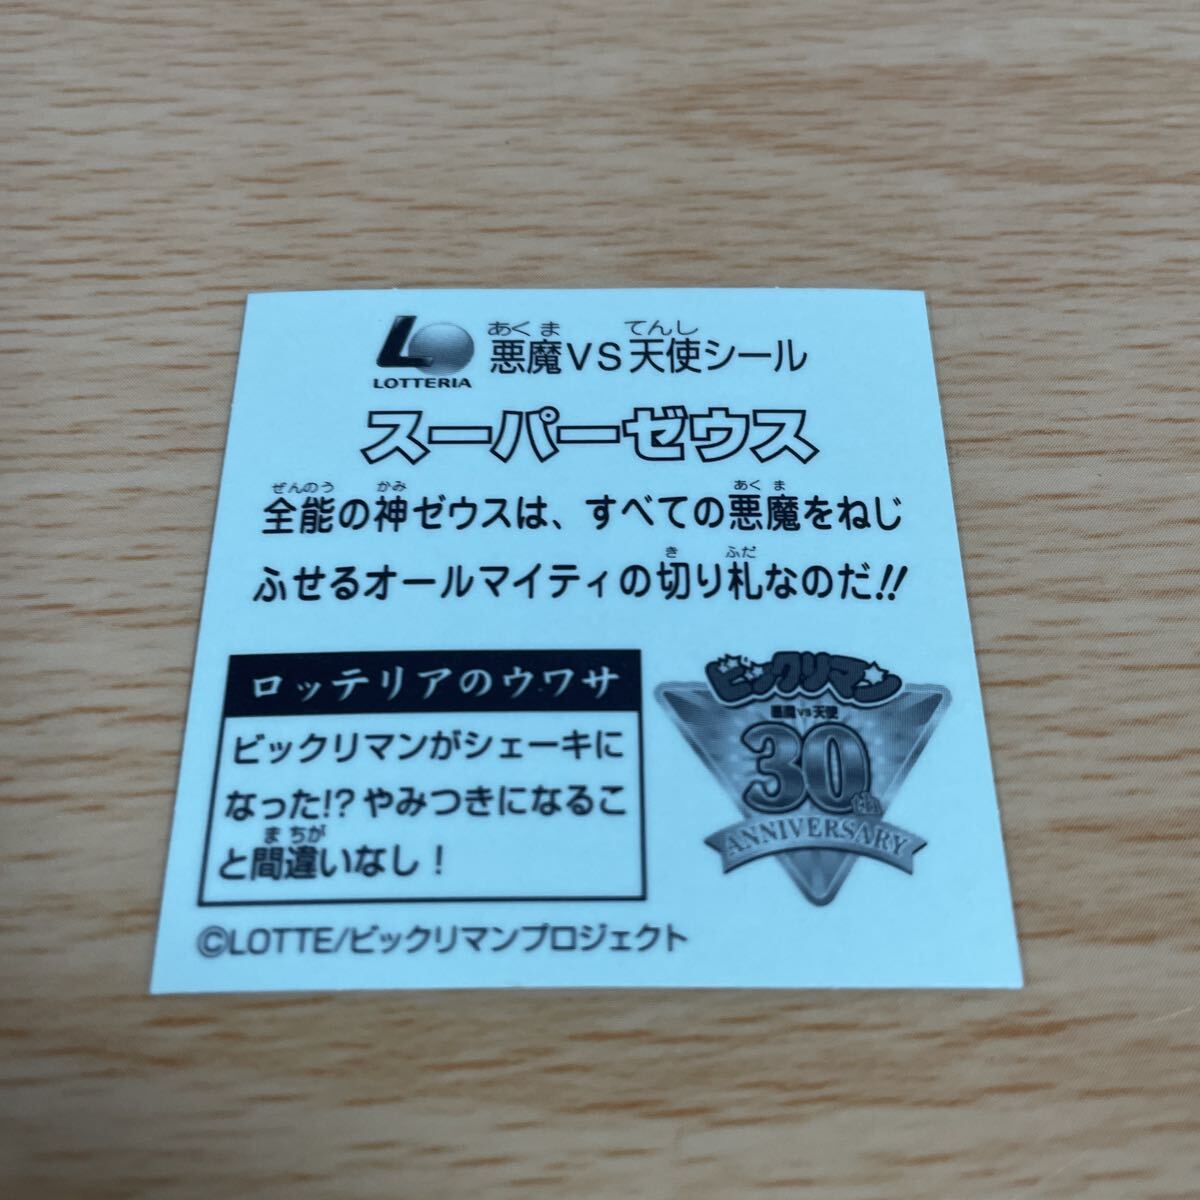 LOTTERIA
あくま てんし
悪魔VS天使シール
スーパーゼウス
ぜんのう かみ あくま
全能の神ゼウスは、すべての悪魔をねじ
き ふだ
ふせるオールマイティの切り札なのだ!!
ロッテリアのウワサ
ビックリマンがシェーキに
なった!?やみつきになるこ
まちが
と間違いなし！
ビックリマン
悪魔VS天使
30th
ANNIVERSARY
©LOTTE/ビックリマンプロジェクト